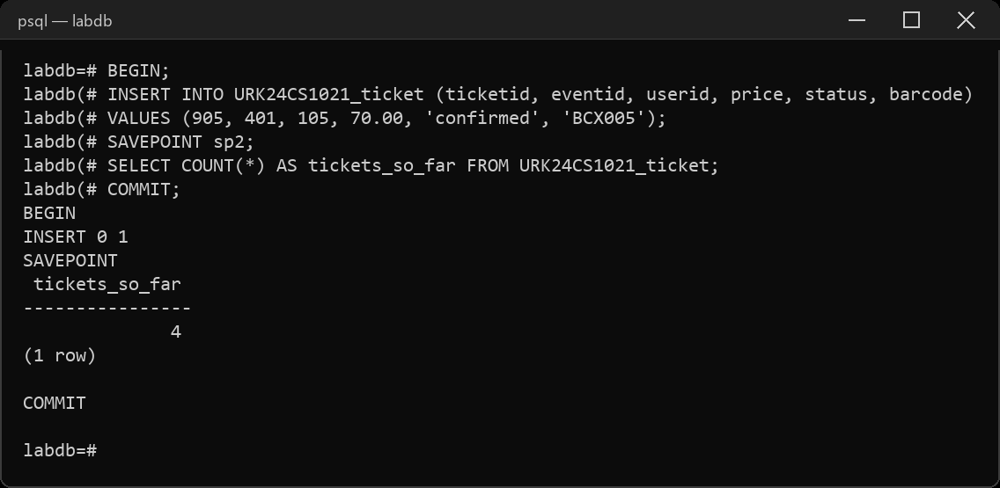 psql — labdb
labdb=# BEGIN;
labdb(# INSERT INTO URK24CS1021_ticket (ticketid, eventid, userid, price, status, barcode)
labdb(# VALUES (905, 401, 105, 70.00, 'confirmed', 'BCX005');
labdb(# SAVEPOINT sp2;
labdb(# SELECT COUNT(*) AS tickets_so_far FROM URK24CS1021_ticket;
labdb(# COMMIT;
BEGIN
INSERT 0 1
SAVEPOINT
 tickets_so_far
----------------
              4
(1 row)

COMMIT

labdb=#